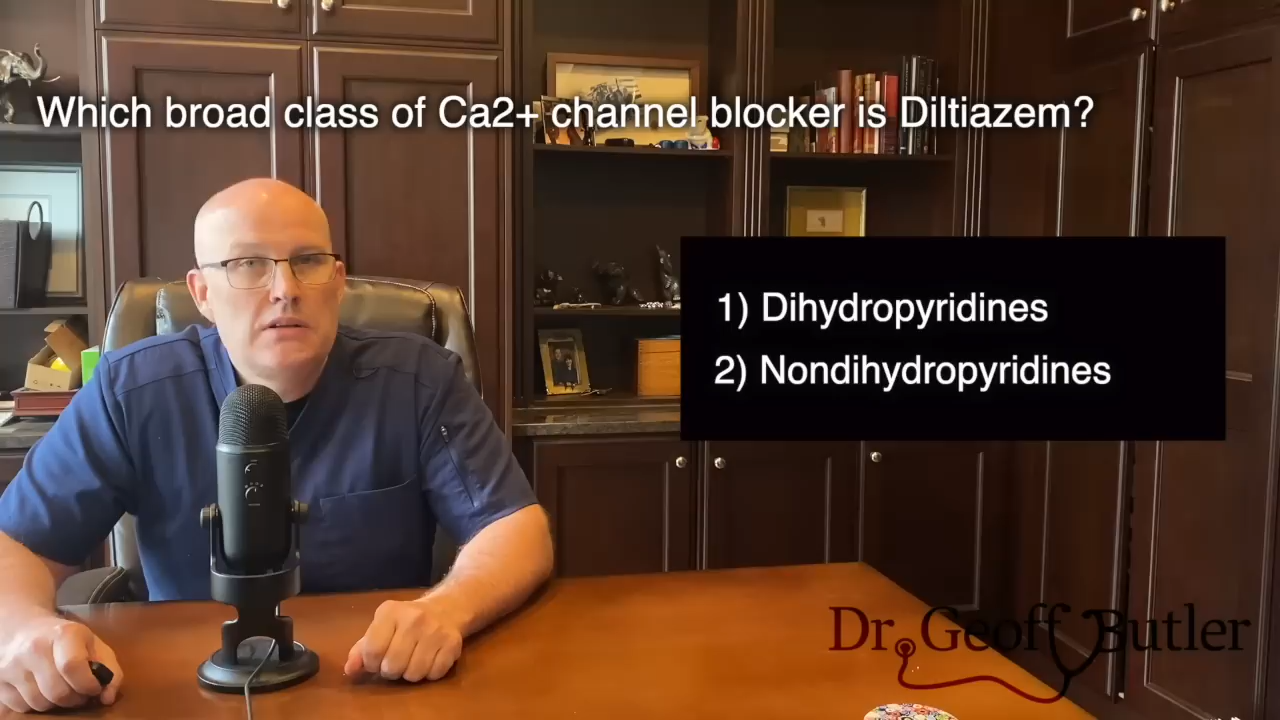 Which broad class of Ca2+ channel blocker is Diltiazem?
1) Dihydropyridines
2) Nondihydropyridines
Dr. Geoff Butler